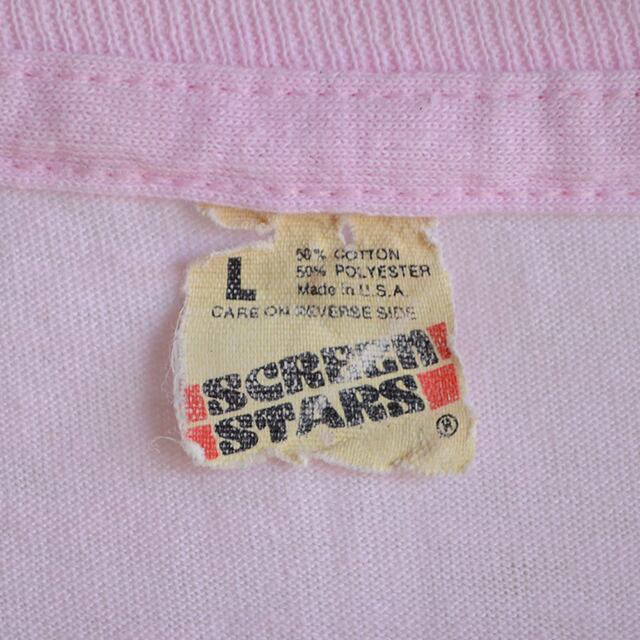 L
50% COTTON
50% POLYESTER
Made in U.S.A.
CARE ON REVERSE SIDE
SCREEN
STARS
®